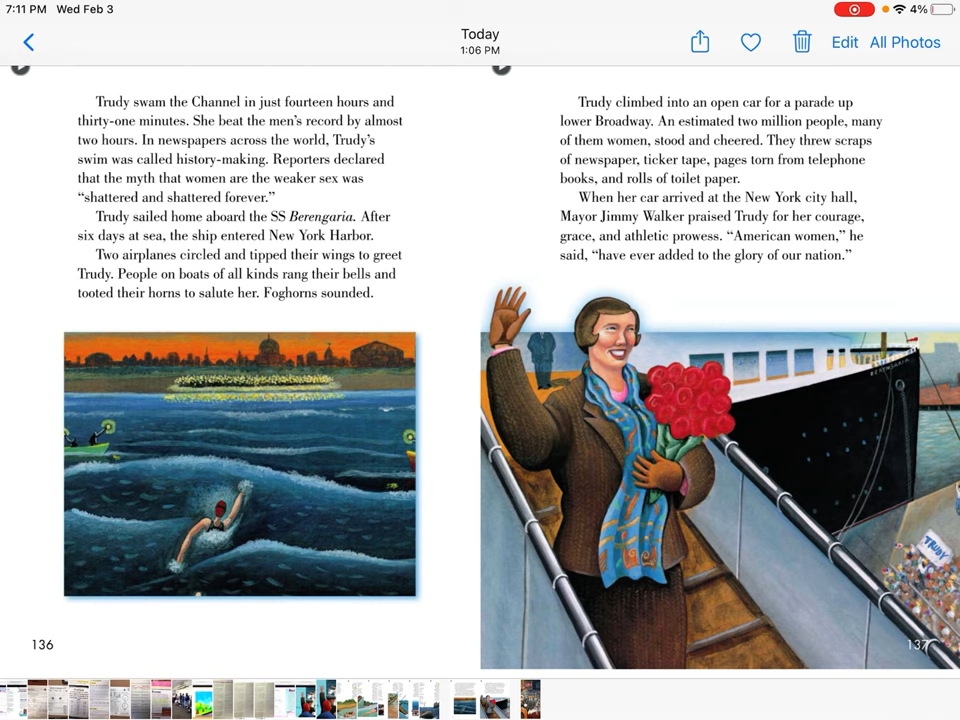 7:11 PM Wed Feb 3
4%
Today
1:06 PM
Edit All Photos
Trudy swam the Channel in just fourteen hours and
thirty-one minutes. She beat the men's record by almost
two hours. In newspapers across the world, Trudy's
swim was called history-making. Reporters declared
that the myth that women are the weaker sex was
“shattered and shattered forever.”
Trudy sailed home aboard the SS Berengaria. After
six days at sea, the ship entered New York Harbor.
Two airplanes circled and tipped their wings to greet
Trudy. People on boats of all kinds rang their bells and
tooted their horns to salute her. Foghorns sounded.
136
Trudy climbed into an open car for a parade up
lower Broadway. An estimated two million people, many
of them women, stood and cheered. They threw scraps
of newspaper, ticker tape, pages torn from telephone
books, and rolls of toilet paper.
When her car arrived at the New York city hall,
Mayor Jimmy Walker praised Trudy for her courage,
grace, and athletic prowess. “American women,” he
said, “have ever added to the glory of our nation.”
BERENGARIA
TRUDY
137